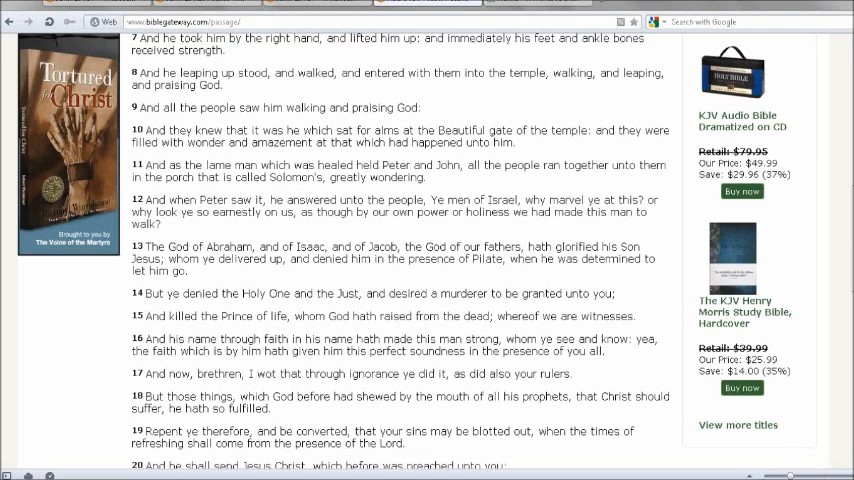 Web
www.biblegateway.com/passage/
Search with Google
7 And he took him by the right hand, and lifted him up: and immediately his feet and ankle bones
received strength.
8 And he leaping up stood, and walked, and entered with them into the temple, walking, and leaping,
and praising God.
9 And all the people saw him walking and praising God:
10 And they knew that it was he which sat for alms at the Beautiful gate of the temple: and they were
filled with wonder and amazement at that which had happened unto him.
11 And as the lame man which was healed held Peter and John, all the people ran together unto them
in the porch that is called Solomon's, greatly wondering.
12 And when Peter saw it, he answered unto the people, Ye men of Israel, why marvel ye at this? or
why look ye so earnestly on us, as though by our own power or holiness we had made this man to
walk?
13 The God of Abraham, and of Isaac, and of Jacob, the God of our fathers, hath glorified his Son
Jesus; whom ye delivered up, and denied him in the presence of Pilate, when he was determined to
let him go.
14 But ye denied the Holy One and the Just, and desired a murderer to be granted unto you;
15 And killed the Prince of life, whom God hath raised from the dead; whereof we are witnesses.
16 And his name through faith in his name hath made this man strong, whom ye see and know: yea,
the faith which is by him hath given him this perfect soundness in the presence of you all.
17 And now, brethren, I wot that through ignorance ye did it, as did also your rulers.
18 But those things, which God before had shewed by the mouth of all his prophets, that Christ should
suffer, he hath so fulfilled.
19 Repent ye therefore, and be converted, that your sins may be blotted out, when the times of
refreshing shall come from the presence of the Lord.
20 And he shall send Jesus Christ, which before was preached unto you:
Tortured
for Christ
Brought to you by
The Voice of the Martyrs
HOLY BIBLE
KJV Audio Bible
Dramatized on CD
Retail: $79.95
Our Price: $49.99
Save: $29.96 (37%)
Buy now
The KJV Henry
Morris Study Bible,
Hardcover
Retail: $39.99
Our Price: $25.99
Save: $14.00 (35%)
Buy now
View more titles